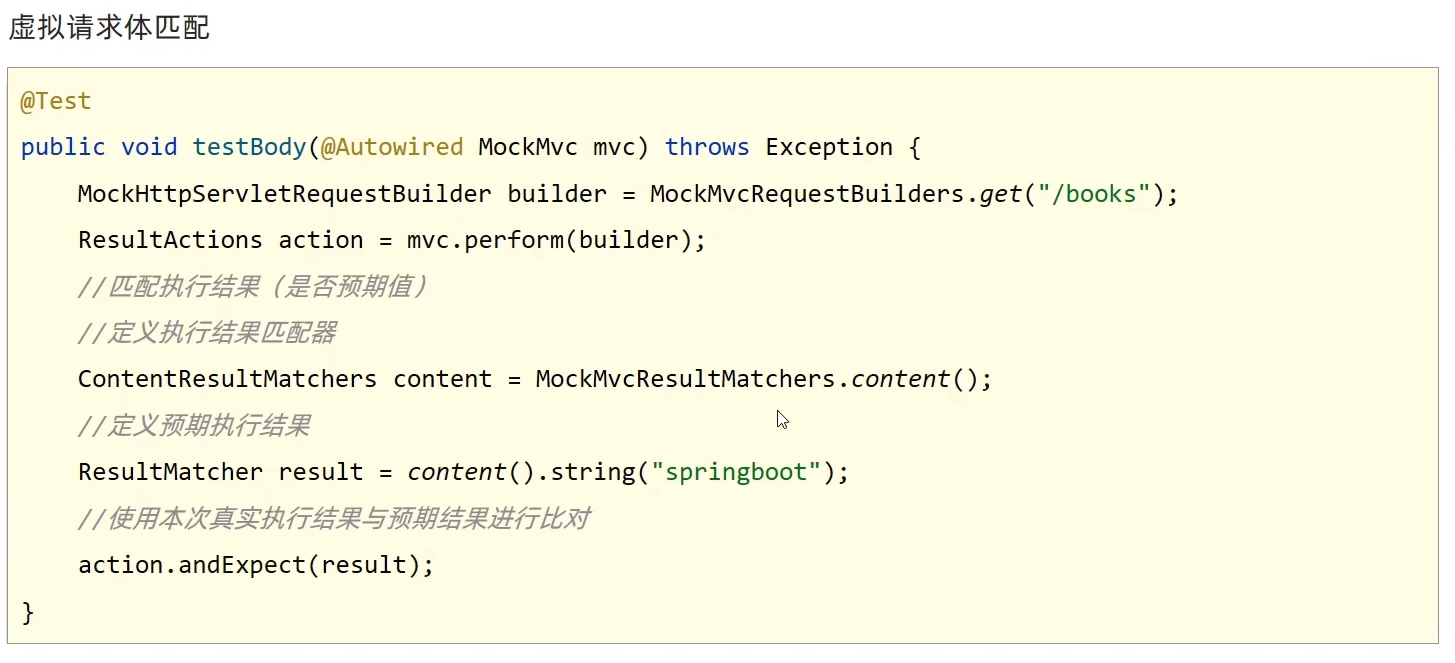 虚拟请求体匹配
@Test
public void testBody(@Autowired MockMvc mvc) throws Exception {
    MockHttpServletRequestBuilder builder = MockMvcRequestBuilders.get("/books");
    ResultActions action = mvc.perform(builder);
    //匹配执行结果（是否预期值）
    //定义执行结果匹配器
    ContentResultMatchers content = MockMvcResultMatchers.content();
    //定义预期执行结果
    ResultMatcher result = content().string("springboot");
    //使用本次真实执行结果与预期结果进行比对
    action.andExpect(result);
}